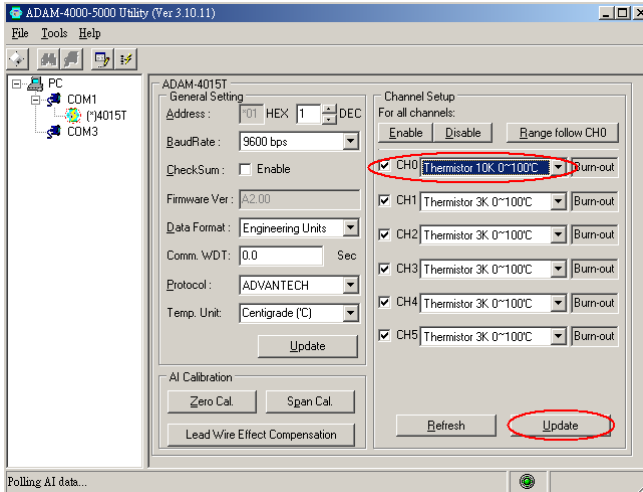 ADAM-4000-5000 Utility (Ver 3.10.11)
File Tools Help
PC
COM1
(*)4015T
COM3
ADAM-4015T
General Setting
Address : *01 HEX 1 DEC
BaudRate : 9600 bps
CheckSum : Enable
Firmware Ver : A2.00
Data Format : Engineering Units
Comm. WDT: 0.0 Sec
Protocol : ADVANTECH
Temp. Unit: Centigrade (℃)
Update
AI Calibration
Zero Cal. Span Cal.
Lead Wire Effect Compensation
Channel Setup
For all channels:
Enable Disable Range follow CH0
CH0 Thermistor 10K 0~100℃ Burn-out
CH1 Thermistor 3K 0~100℃ Burn-out
CH2 Thermistor 3K 0~100℃ Burn-out
CH3 Thermistor 3K 0~100℃ Burn-out
CH4 Thermistor 3K 0~100℃ Burn-out
CH5 Thermistor 3K 0~100℃ Burn-out
Refresh Update
Polling AI data...